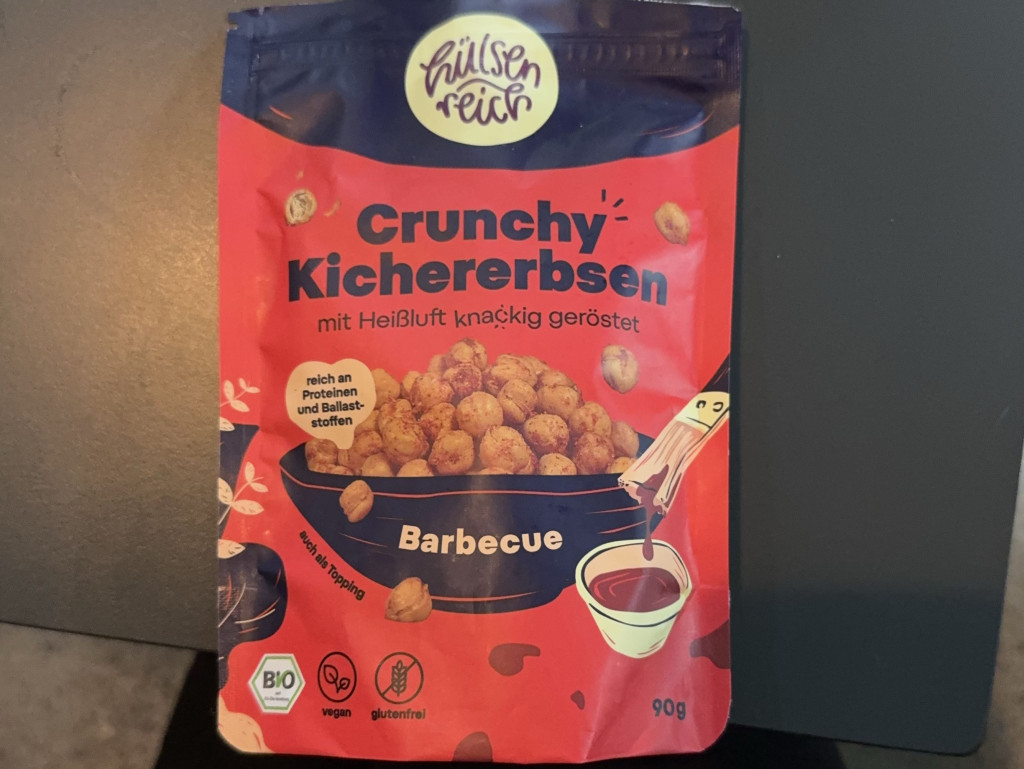 hülsen
reich
Crunchy
Kichererbsen
mit Heißluft knackig geröstet
reich an
Proteinen
und Ballast-
stoffen
Barbecue
auch als Topping
BIO
vegan
glutenfrei
90g